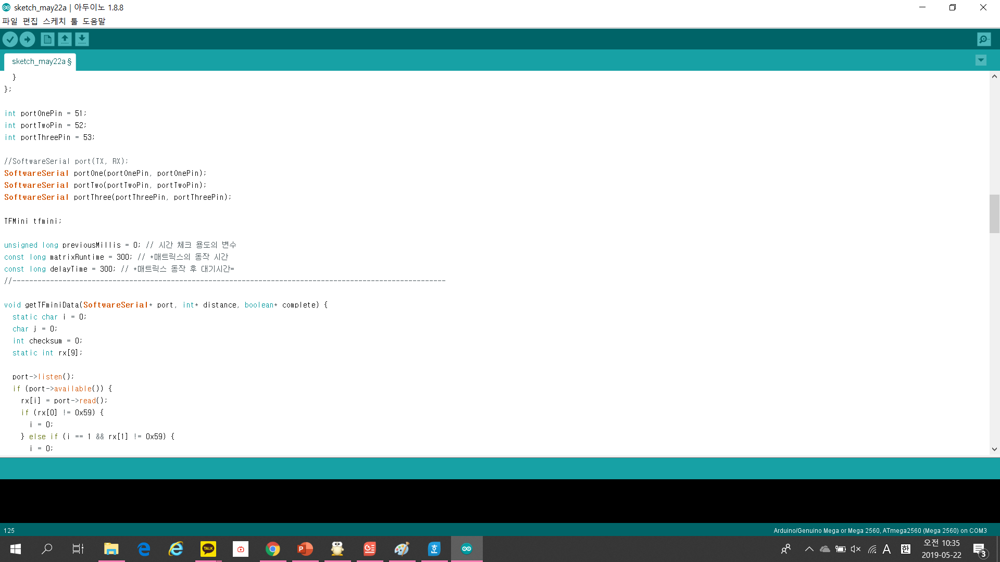 sketch_may22a | 아두이노 1.8.8
파일 편집 스케치 툴 도움말
sketch_may22a §
  }
};
int portOnePin = 51;
int portTwoPin = 52;
int portThreePin = 53;
//SoftwareSerial port(TX, RX);
SoftwareSerial portOne(portOnePin, portOnePin);
SoftwareSerial portTwo(portTwoPin, portTwoPin);
SoftwareSerial portThree(portThreePin, portThreePin);
TFMini tfmini;
unsigned long previousMillis = 0; // 시간 체크 용도의 변수
const long matrixRuntime = 300; // *매트릭스의 동작 시간
const long delayTime = 300; // *매트릭스 동작 후 대기시간=
//--------------------------------------------------------------------------------------------------------
void getTFminiData(SoftwareSerial* port, int* distance, boolean* complete) {
  static char i = 0;
  char j = 0;
  int checksum = 0;
  static int rx[9];
  port->listen();
  if (port->available()) {
    rx[i] = port->read();
    if (rx[0] != 0x59) {
      i = 0;
    } else if (i == 1 && rx[1] != 0x59) {
      i = 0;
125
Arduino/Genuino Mega or Mega 2560, ATmega2560 (Mega 2560) on COM3
TALK
P
호
A
한
오전 10:35
2019-05-22
3